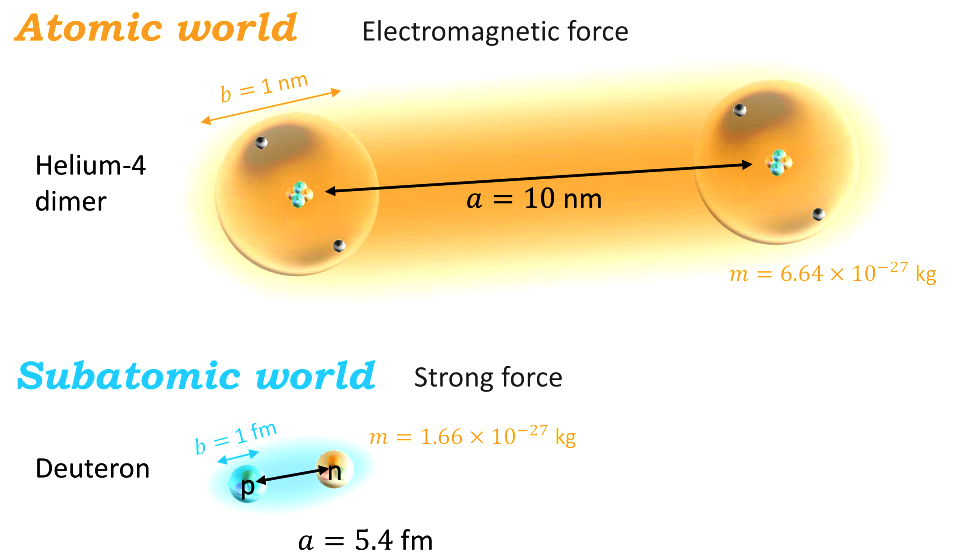 Atomic world
Electromagnetic force
b = 1 nm
Helium-4
dimer
a = 10 nm
m = 6.64 × 10⁻²⁷ kg
Subatomic world
Strong force
b = 1 fm
m = 1.66 × 10⁻²⁷ kg
Deuteron
p
n
a = 5.4 fm